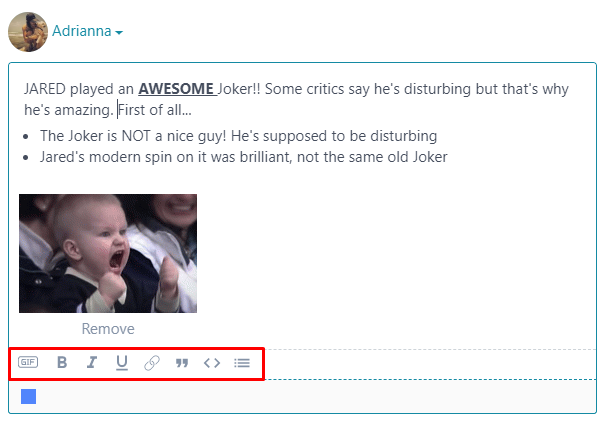 Adrianna
JARED played an AWESOME Joker!! Some critics say he's disturbing but that's why
he's amazing. First of all...
• The Joker is NOT a nice guy! He's supposed to be disturbing
• Jared's modern spin on it was brilliant, not the same old Joker
Remove
GIF B I U